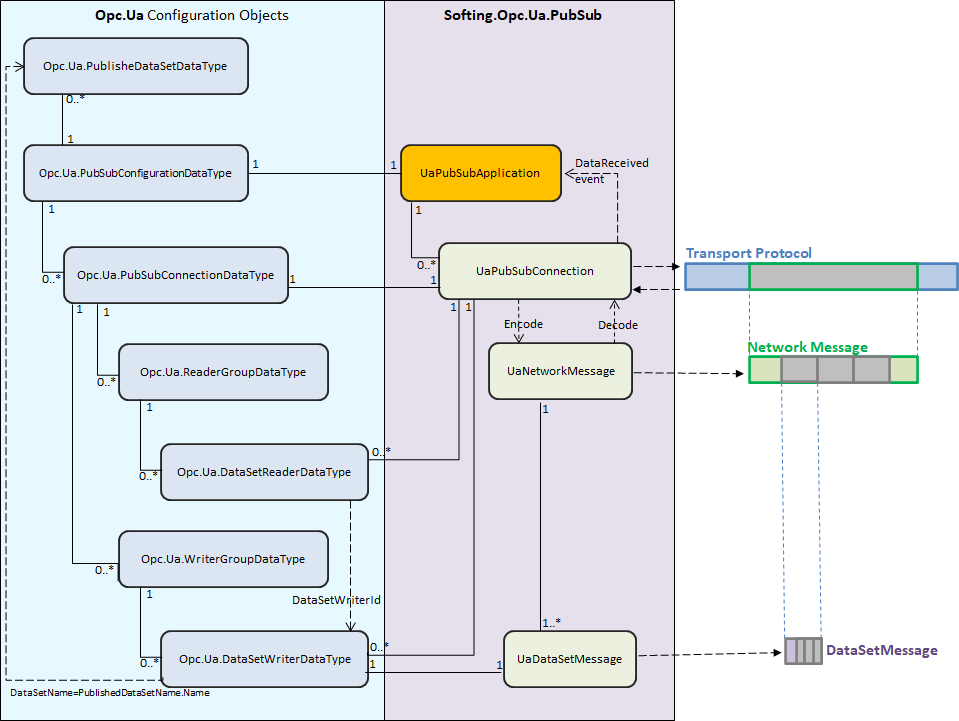 Opc.Ua Configuration Objects
Softing.Opc.Ua.PubSub
Opc.Ua.PublisheDataSetDataType
0..*
1
Opc.Ua.PubSubConfigurationDataType
1
1
UaPubSubApplication
DataReceived
event
1
0..*
1
0..*
Opc.Ua.PubSubConnectionDataType
1
1
UaPubSubConnection
Transport Protocol
1
1
1
1
Encode
Decode
0..*
Opc.Ua.ReaderGroupDataType
UaNetworkMessage
Network Message
1
1
0..*
Opc.Ua.DataSetReaderDataType
0..*
Opc.Ua.WriterGroupDataType
0..*
1
DataSetWriterId
1..*
0..*
Opc.Ua.DataSetWriterDataType
0..*
1
1
UaDataSetMessage
DataSetMessage
DataSetName=PublishedDataSetName.Name